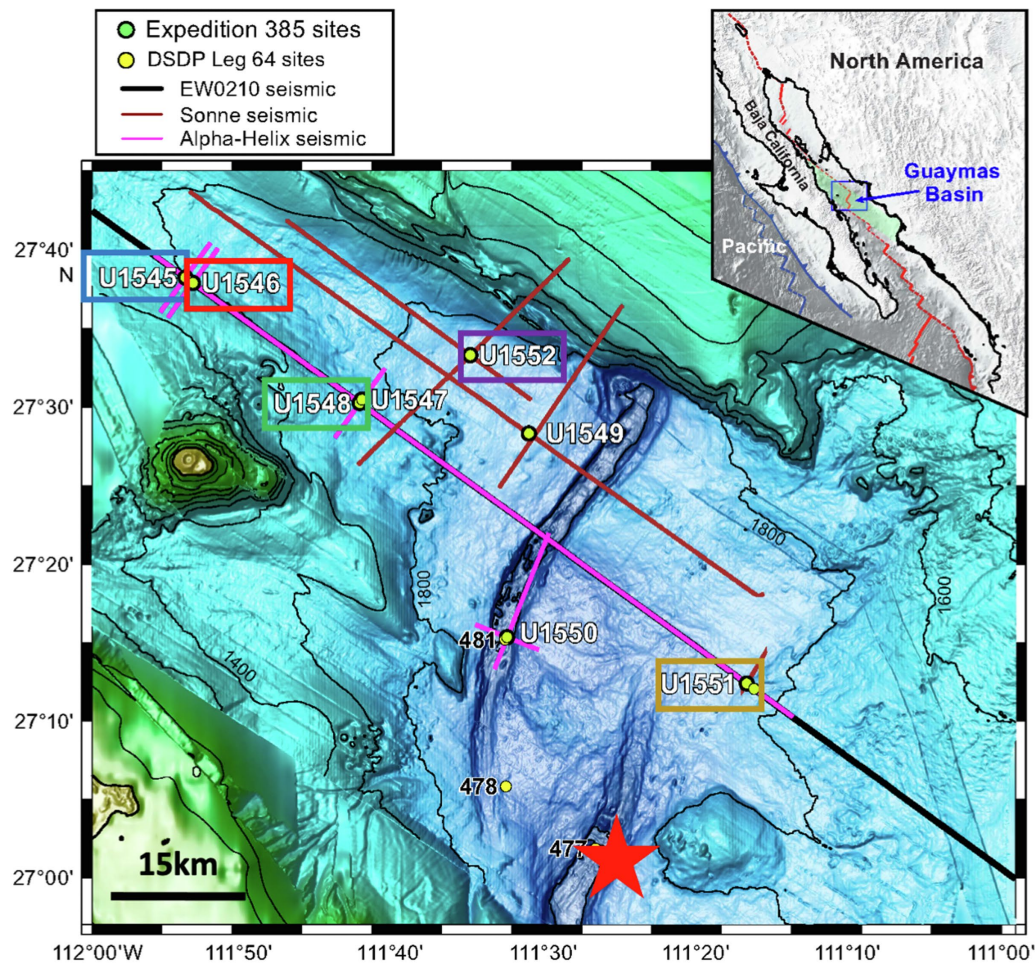 Expedition 385 sites
DSDP Leg 64 sites
EW0210 seismic
Sonne seismic
Alpha-Helix seismic
North America
Baja California
Guaymas
Basin
Pacific
27°40'
N
U1545
U1546
U1552
27°30'
U1548
U1547
U1549
27°20'
1800
1800
1600
481
U1550
1400
U1551
27°10'
478
477
15km
27°00'
112°00'W
111°50'
111°40'
111°30'
111°20'
111°10'
111°00'